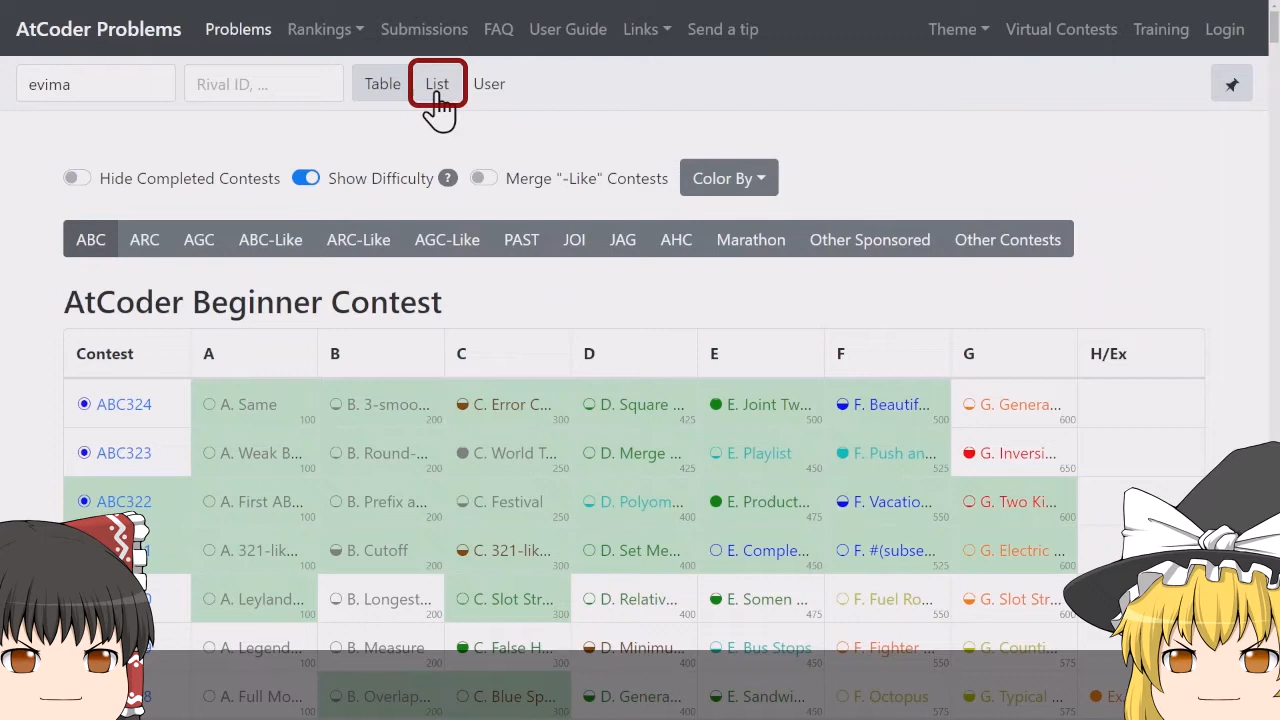 AtCoder Problems Problems Rankings Submissions FAQ User Guide Links Send a tip Theme Virtual Contests Training Login
evima Rival ID, ... Table List User
Hide Completed Contests Show Difficulty ? Merge "-Like" Contests Color By
ABC ARC AGC ABC-Like ARC-Like AGC-Like PAST JOI JAG AHC Marathon Other Sponsored Other Contests
AtCoder Beginner Contest
Contest A B C D E F G H/Ex
ABC324 A. Same B. 3-smoo... C. Error C... D. Square ... E. Joint Tw... F. Beautif... G. Genera...
100 200 300 425 500 500 600
ABC323 A. Weak B... B. Round-... C. World T... D. Merge ... E. Playlist F. Push an... G. Inversi...
100 200 250 425 450 525 650
ABC322 A. First AB... B. Prefix a... C. Festival D. Polyom... E. Product... F. Vacatio... G. Two Ki...
100 200 250 400 475 550 600
A. 321-lik... B. Cutoff C. 321-lik... D. Set Me... E. Comple... F. #(subse... G. Electric ...
100 200 300 400 450 525 600
A. Leyland... B. Longest... C. Slot Str... D. Relativ... E. Somen ... F. Fuel Ro... G. Slot Str...
100 200 300 400 475 550 600
A. Legend... B. Measure C. False H... D. Minimu... E. Bus Stops F. Fighter ... G. Counti...
100 200 300 450 450 550 575
8 A. Full Mo... B. Overlap... C. Blue Sp... D. Genera... E. Sandwi... F. Octopus G. Typical ... Ex
100 200 300 400 450 575 575